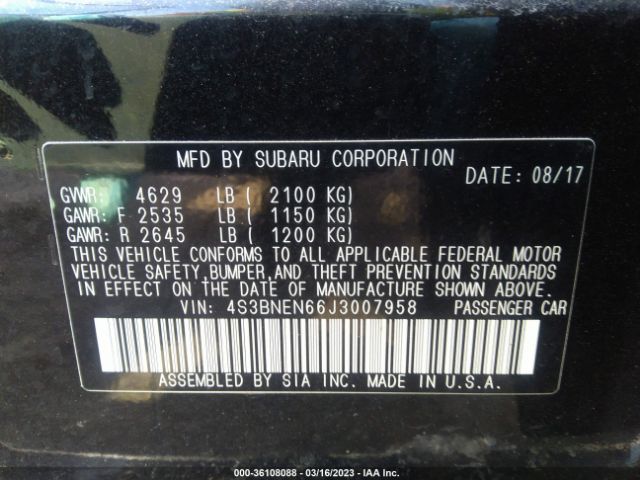 MFD BY SUBARU CORPORATION
DATE: 08/17
GVWR: 4629 LB ( 2100 KG)
GAWR: F 2535 LB ( 1150 KG)
GAWR: R 2645 LB ( 1200 KG)
THIS VEHICLE CONFORMS TO ALL APPLICABLE FEDERAL MOTOR
VEHICLE SAFETY, BUMPER, AND THEFT PREVENTION STANDARDS
IN EFFECT ON THE DATE OF MANUFACTURE SHOWN ABOVE.
VIN: 4S3BNEN66J3007958 PASSENGER CAR
ASSEMBLED BY SIA INC. MADE IN U.S.A.
000-36108088 - 03/16/2023 - IAA Inc.